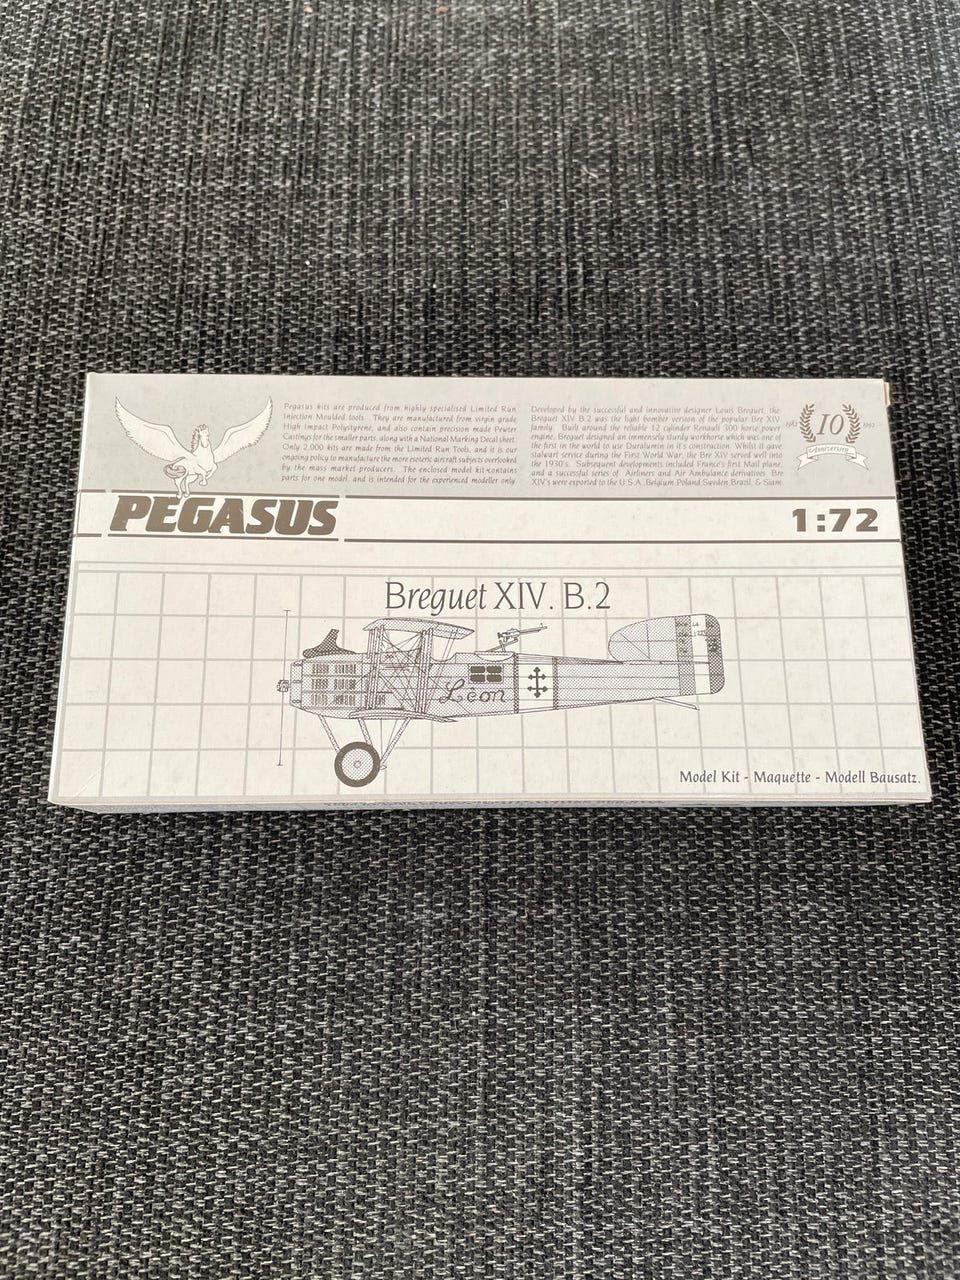 Pegasus kits are produced from highly specialised Limited Run
Injection Moulded tools. They are manufactured from virgin grade
High Impact Polystyrene, and also contain precision made Pewter
Castings for the smaller parts, along with a National Marking Decal sheet.
Only 2,000 kits are made from the Limited Run Tools, and it is our
ongoing policy to manufacture the more esoteric aircraft subjects overlooked
by the mass market producers. The enclosed model kit contains
parts for one model, and is intended for the experienced modeller only
Developed by the successful and innovative designer Louis Breguet, the
Breguet XIV B.2 was the light bomber version of the popular Bre XIV
family. Built around the reliable 12 cylinder Renault 300 horse power
engine, Breguet designed an immensely sturdy workhorse which was one of
the first in the world to use Duralumin in it's construction. Whilst it gave
stalwart service during the First World War, the Bre XIV served well into
the 1930's. Subsequent developments included France's first Mail plane,
and a successful series of Airliners and Air Ambulance derivatives. Bre
XIV's were exported to the U.S.A, Belgium, Poland, Sweden, Brazil, & Siam
1982 10 1992
Anniversary
PEGASUS
1:72
Breguet XIV. B.2
Lèon
Model Kit - Maquette - Modell Bausatz.